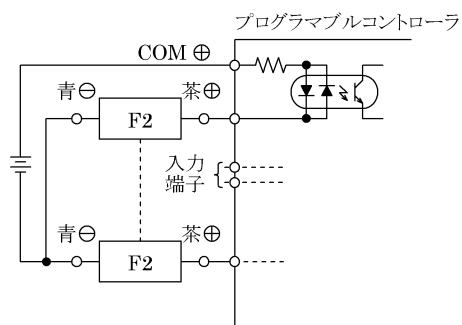 プログラマブルコントローラ
COM ⊕
青⊖ 茶⊕
F2
入力
端子
青⊖ 茶⊕
F2